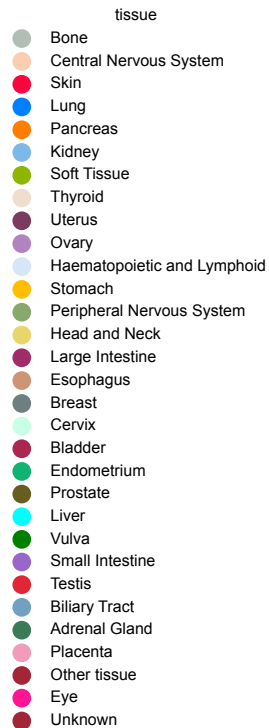 tissue
Bone
Central Nervous System
Skin
Lung
Pancreas
Kidney
Soft Tissue
Thyroid
Uterus
Ovary
Haematopoietic and Lymphoid
Stomach
Peripheral Nervous System
Head and Neck
Large Intestine
Esophagus
Breast
Cervix
Bladder
Endometrium
Prostate
Liver
Vulva
Small Intestine
Testis
Biliary Tract
Adrenal Gland
Placenta
Other tissue
Eye
Unknown